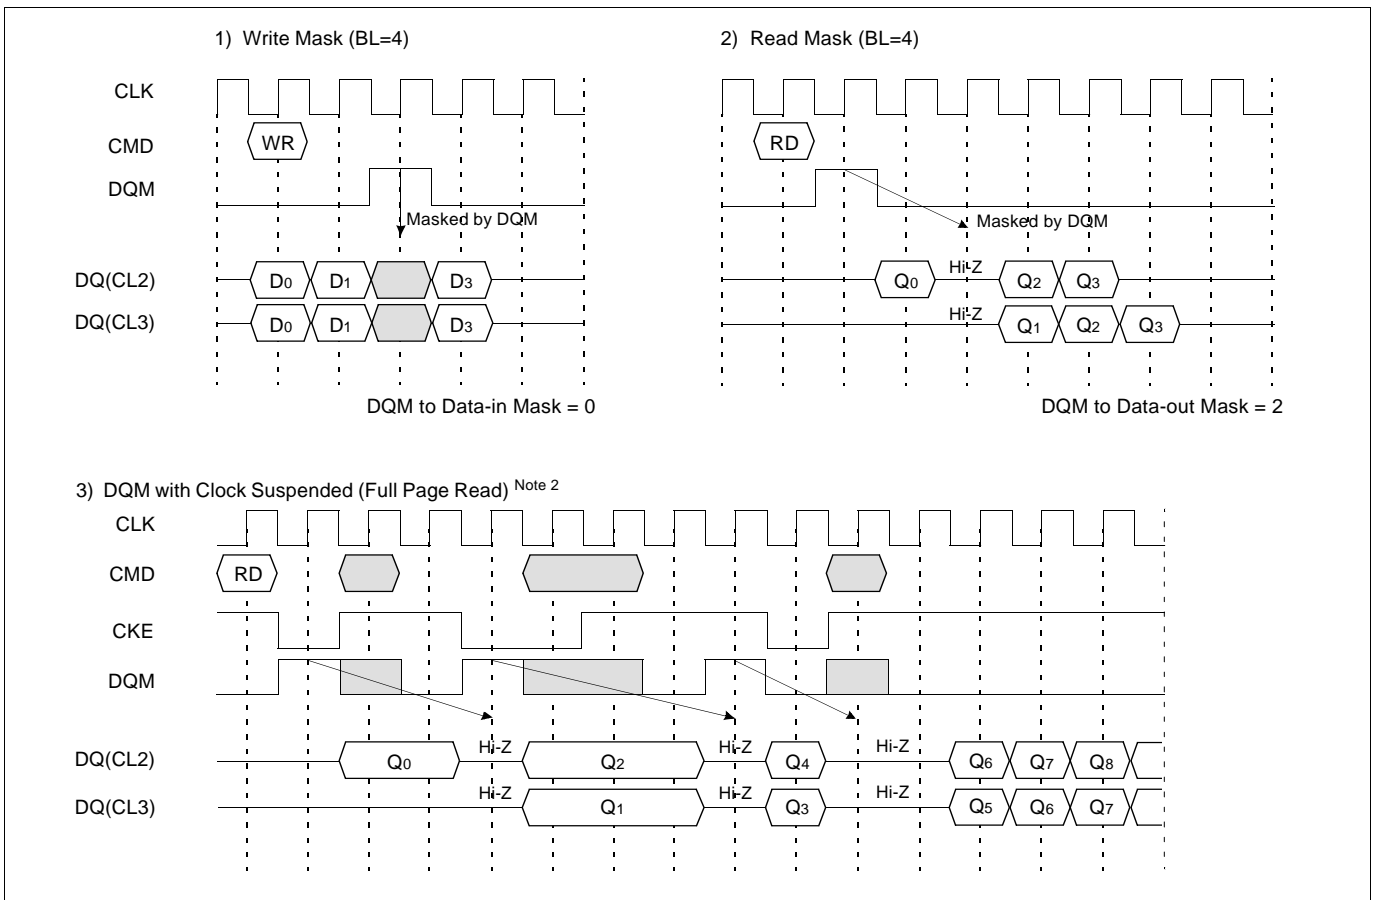 1) Write Mask (BL=4) 2) Read Mask (BL=4)
CLK
CMD WR RD
DQM
Masked by DQM Masked by DQM
DQ(CL2) D0 D1 D3 Q0 Hi-Z Q2 Q3
DQ(CL3) D0 D1 D3 Hi-Z Q1 Q2 Q3
DQM to Data-in Mask = 0 DQM to Data-out Mask = 2
3) DQM with Clock Suspended (Full Page Read) Note 2
CLK
CMD RD
CKE
DQM
DQ(CL2) Q0 Hi-Z Q2 Hi-Z Q4 Hi-Z Q6 Q7 Q8
DQ(CL3) Hi-Z Q1 Hi-Z Q3 Hi-Z Q5 Q6 Q7